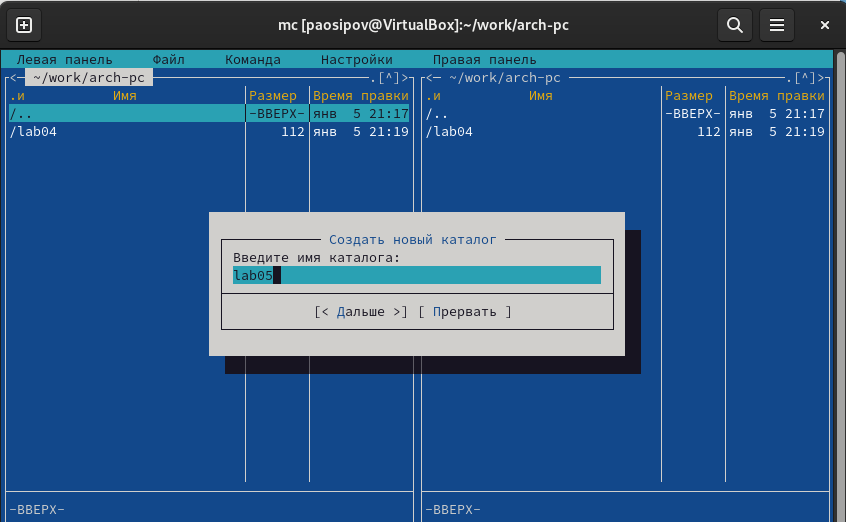 mc [paosipov@VirtualBox]:~/work/arch-pc
Левая панель Файл Команда Настройки Правая панель
<— ~/work/arch-pc .[^]> <— ~/work/arch-pc .[^]>
.и Имя Размер Время правки .и Имя Размер Время правки
/.. -ВВЕРХ- янв 5 21:17 /.. -ВВЕРХ- янв 5 21:17
/lab04 112 янв 5 21:19 /lab04 112 янв 5 21:19
Создать новый каталог
Введите имя каталога:
lab05
[< Дальше >] [ Прервать ]
-ВВЕРХ- -ВВЕРХ-